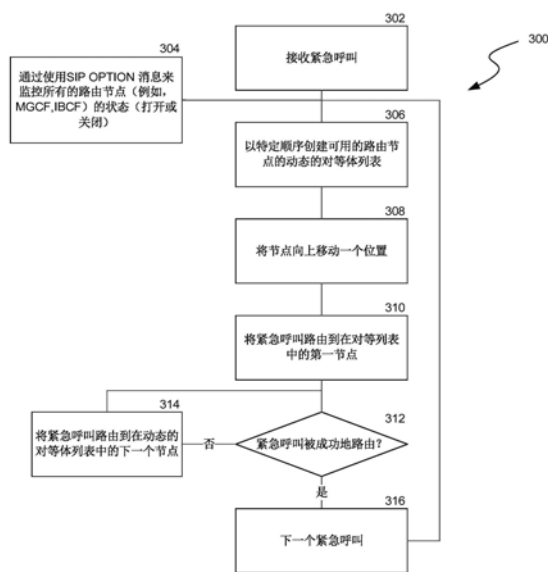 302
300
304
接收紧急呼叫
通过使用SIP OPTION 消息来
监控所有的路由节点（例如，
MGCF,IBCF）的状态（打开或
关闭）
306
以特定顺序创建可用的路由节
点的动态的对等体列表
308
将节点向上移动一个位置
310
将紧急呼叫路由到在对等列表
中的第一节点
314
312
将紧急呼叫路由到在动态的
对等体列表中的下一个节点
否
紧急呼叫被成功地路由？
是
316
下一个紧急呼叫